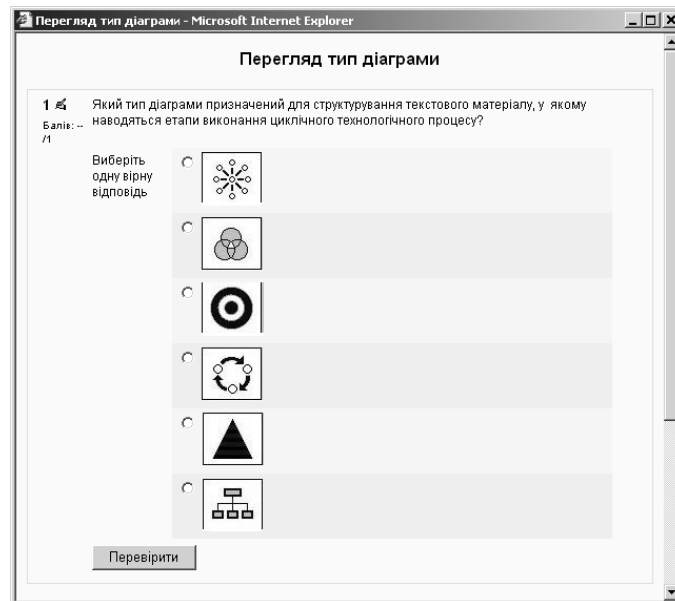 Перегляд тип діаграми - Microsoft Internet Explorer
Перегляд тип діаграми
1
Балів: --
/1
Який тип діаграми призначений для структурування текстового матеріалу, у якому
наводяться етапи виконання циклічного технологічного процесу?
Виберіть
одну вірну
відповідь
Перевірити